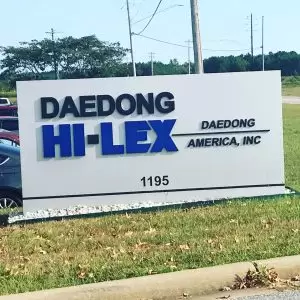 DAEDONG
HI-LEX
DAEDONG
AMERICA, INC
1195